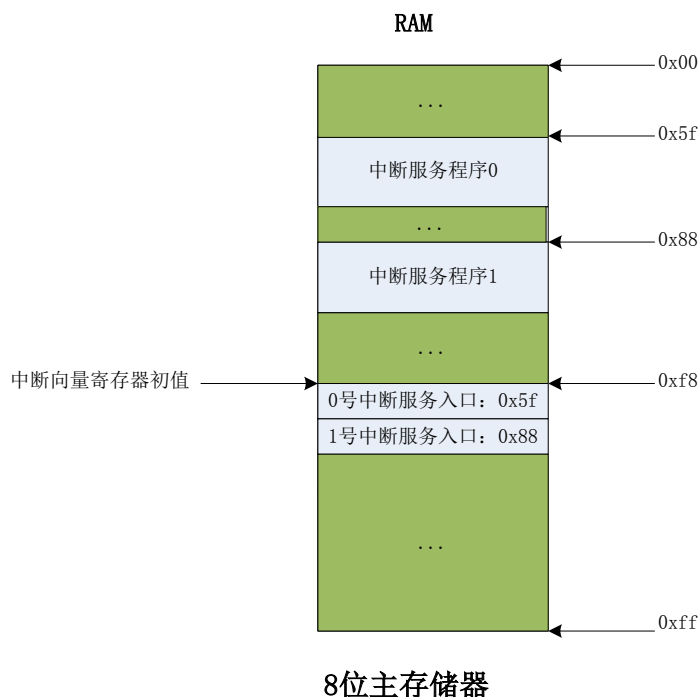 RAM
0x00
...
0x5f
中断服务程序0
...
0x88
中断服务程序1
...
中断向量寄存器初值
0xf8
0号中断服务入口：0x5f
1号中断服务入口：0x88
...
0xff
8位主存储器